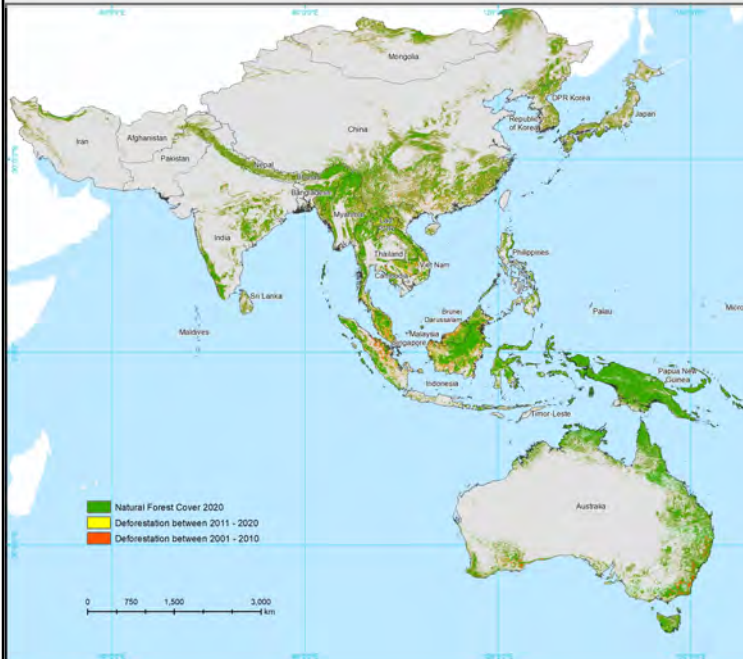 Mongolia
DPR Korea
Republic
of Korea
Japan
China
Iran
Afghanistan
Pakistan
Nepal
Bangladesh
Myanmar
India
Thailand
Viet Nam
Philippines
Sri Lanka
Maldives
Brunei
Darussalam
Malaysia
Singapore
Palau
Micro
Indonesia
Papua New
Guinea
Timor-Leste
Australia
Natural Forest Cover 2020
Deforestation between 2011 - 2020
Deforestation between 2001 - 2010
0 750 1,500 3,000
km